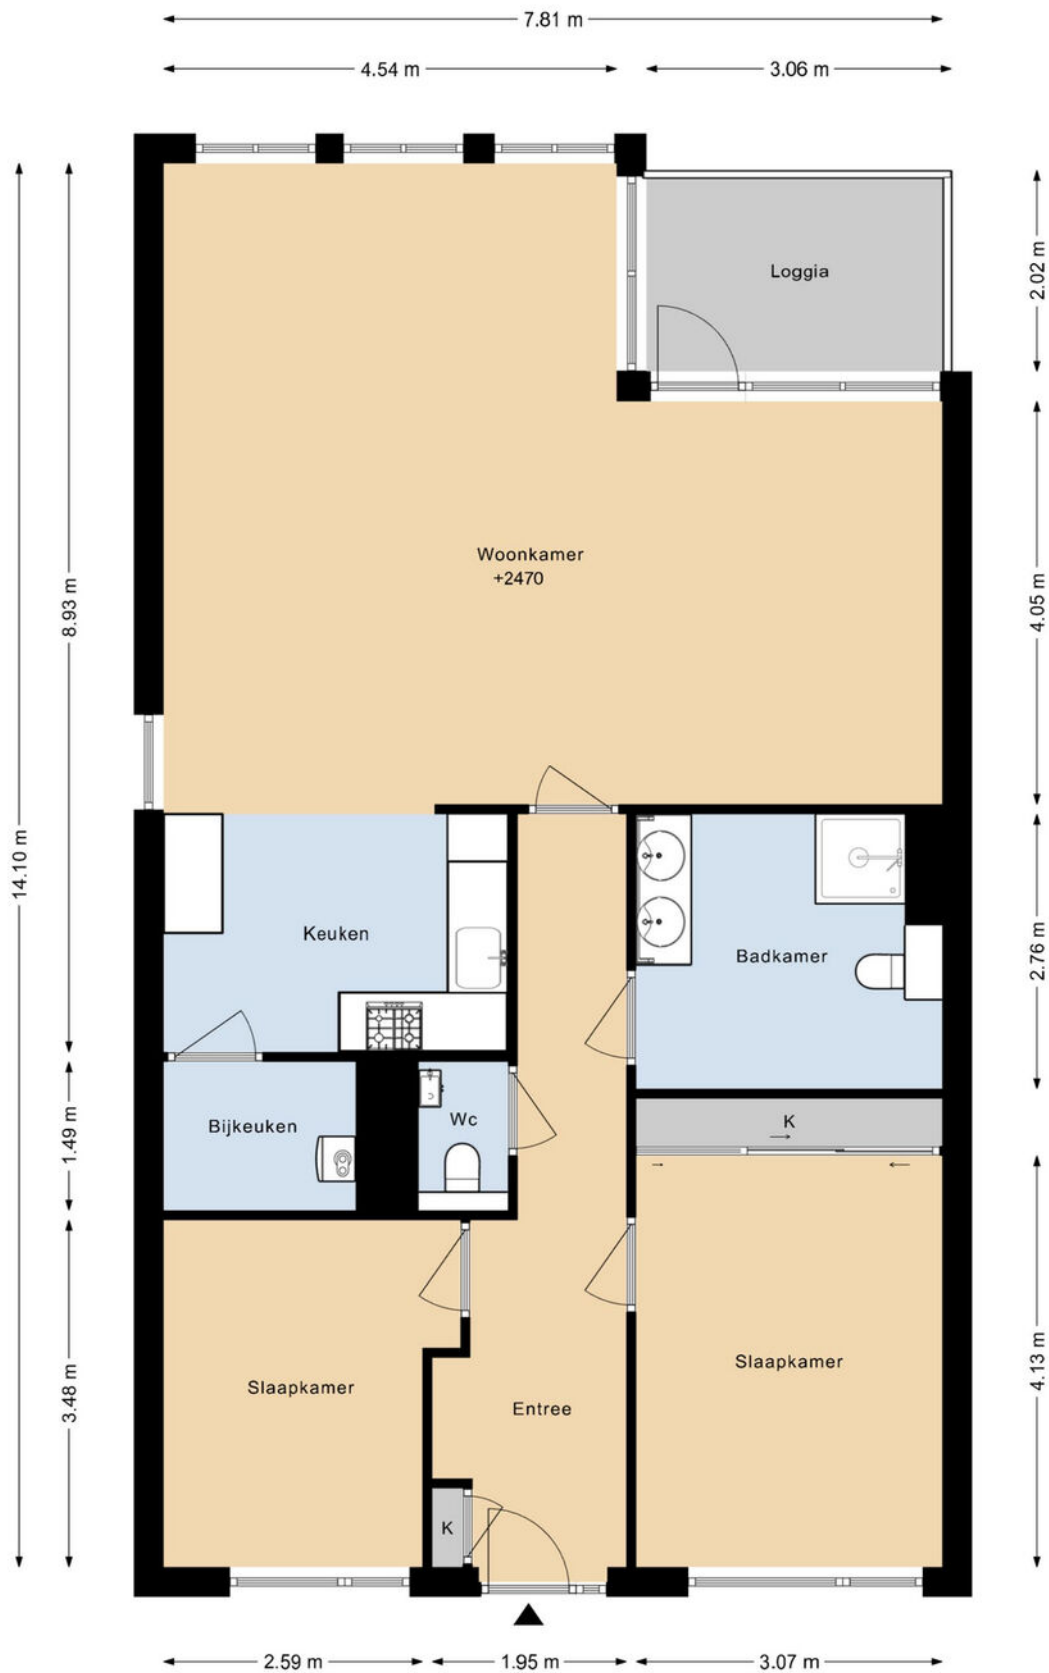 7.81 m
4.54 m
3.06 m
Loggia
2.02 m
Woonkamer
+2470
8.93 m
4.05 m
14.10 m
Keuken
Badkamer
2.76 m
Bijkeuken
Wc
K
1.49 m
Slaapkamer
Slaapkamer
Entree
3.48 m
4.13 m
K
2.59 m
1.95 m
3.07 m